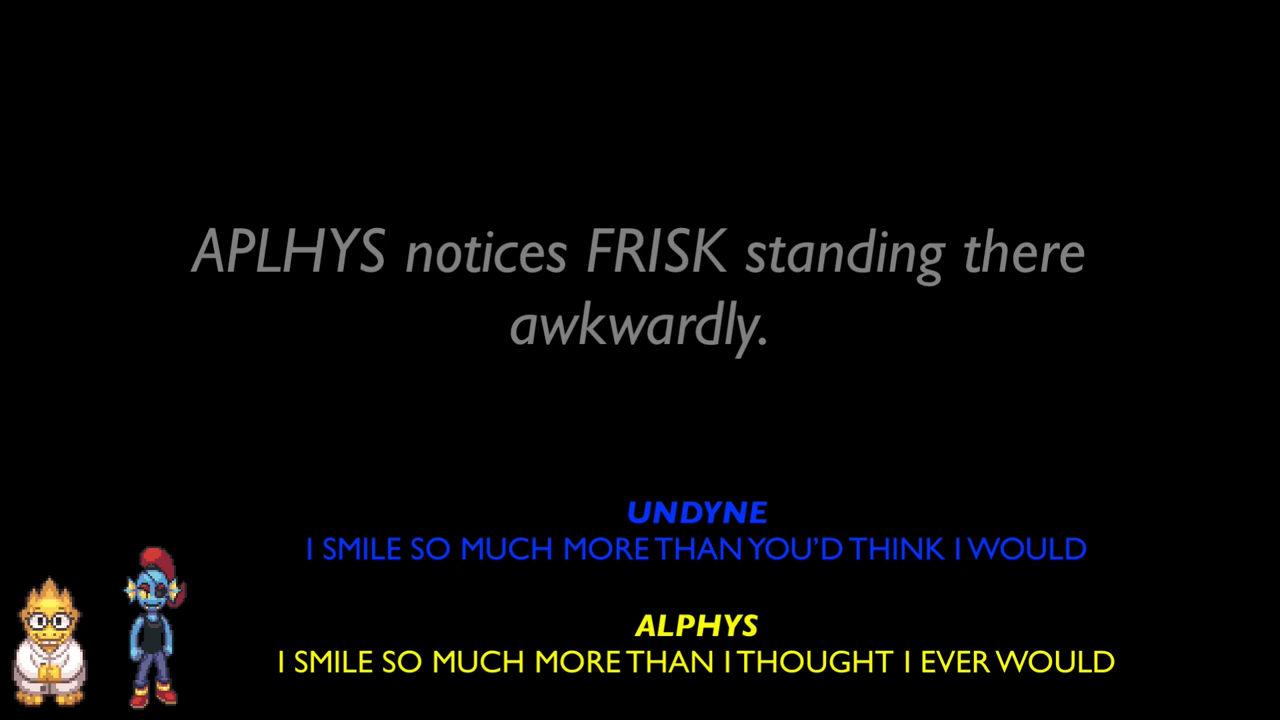 APLHYS notices FRISK standing there
awkwardly.
UNDYNE
I SMILE SO MUCH MORE THAN YOU'D THINK I WOULD
ALPHYS
I SMILE SO MUCH MORE THAN I THOUGHT I EVER WOULD